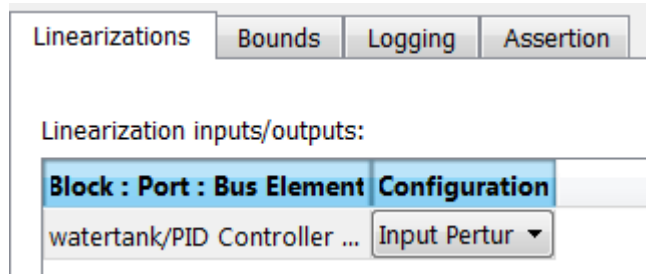 Linearizations Bounds Logging Assertion
Linearization inputs/outputs:
Block : Port : Bus Element Configuration
watertank/PID Controller ... Input Pertur